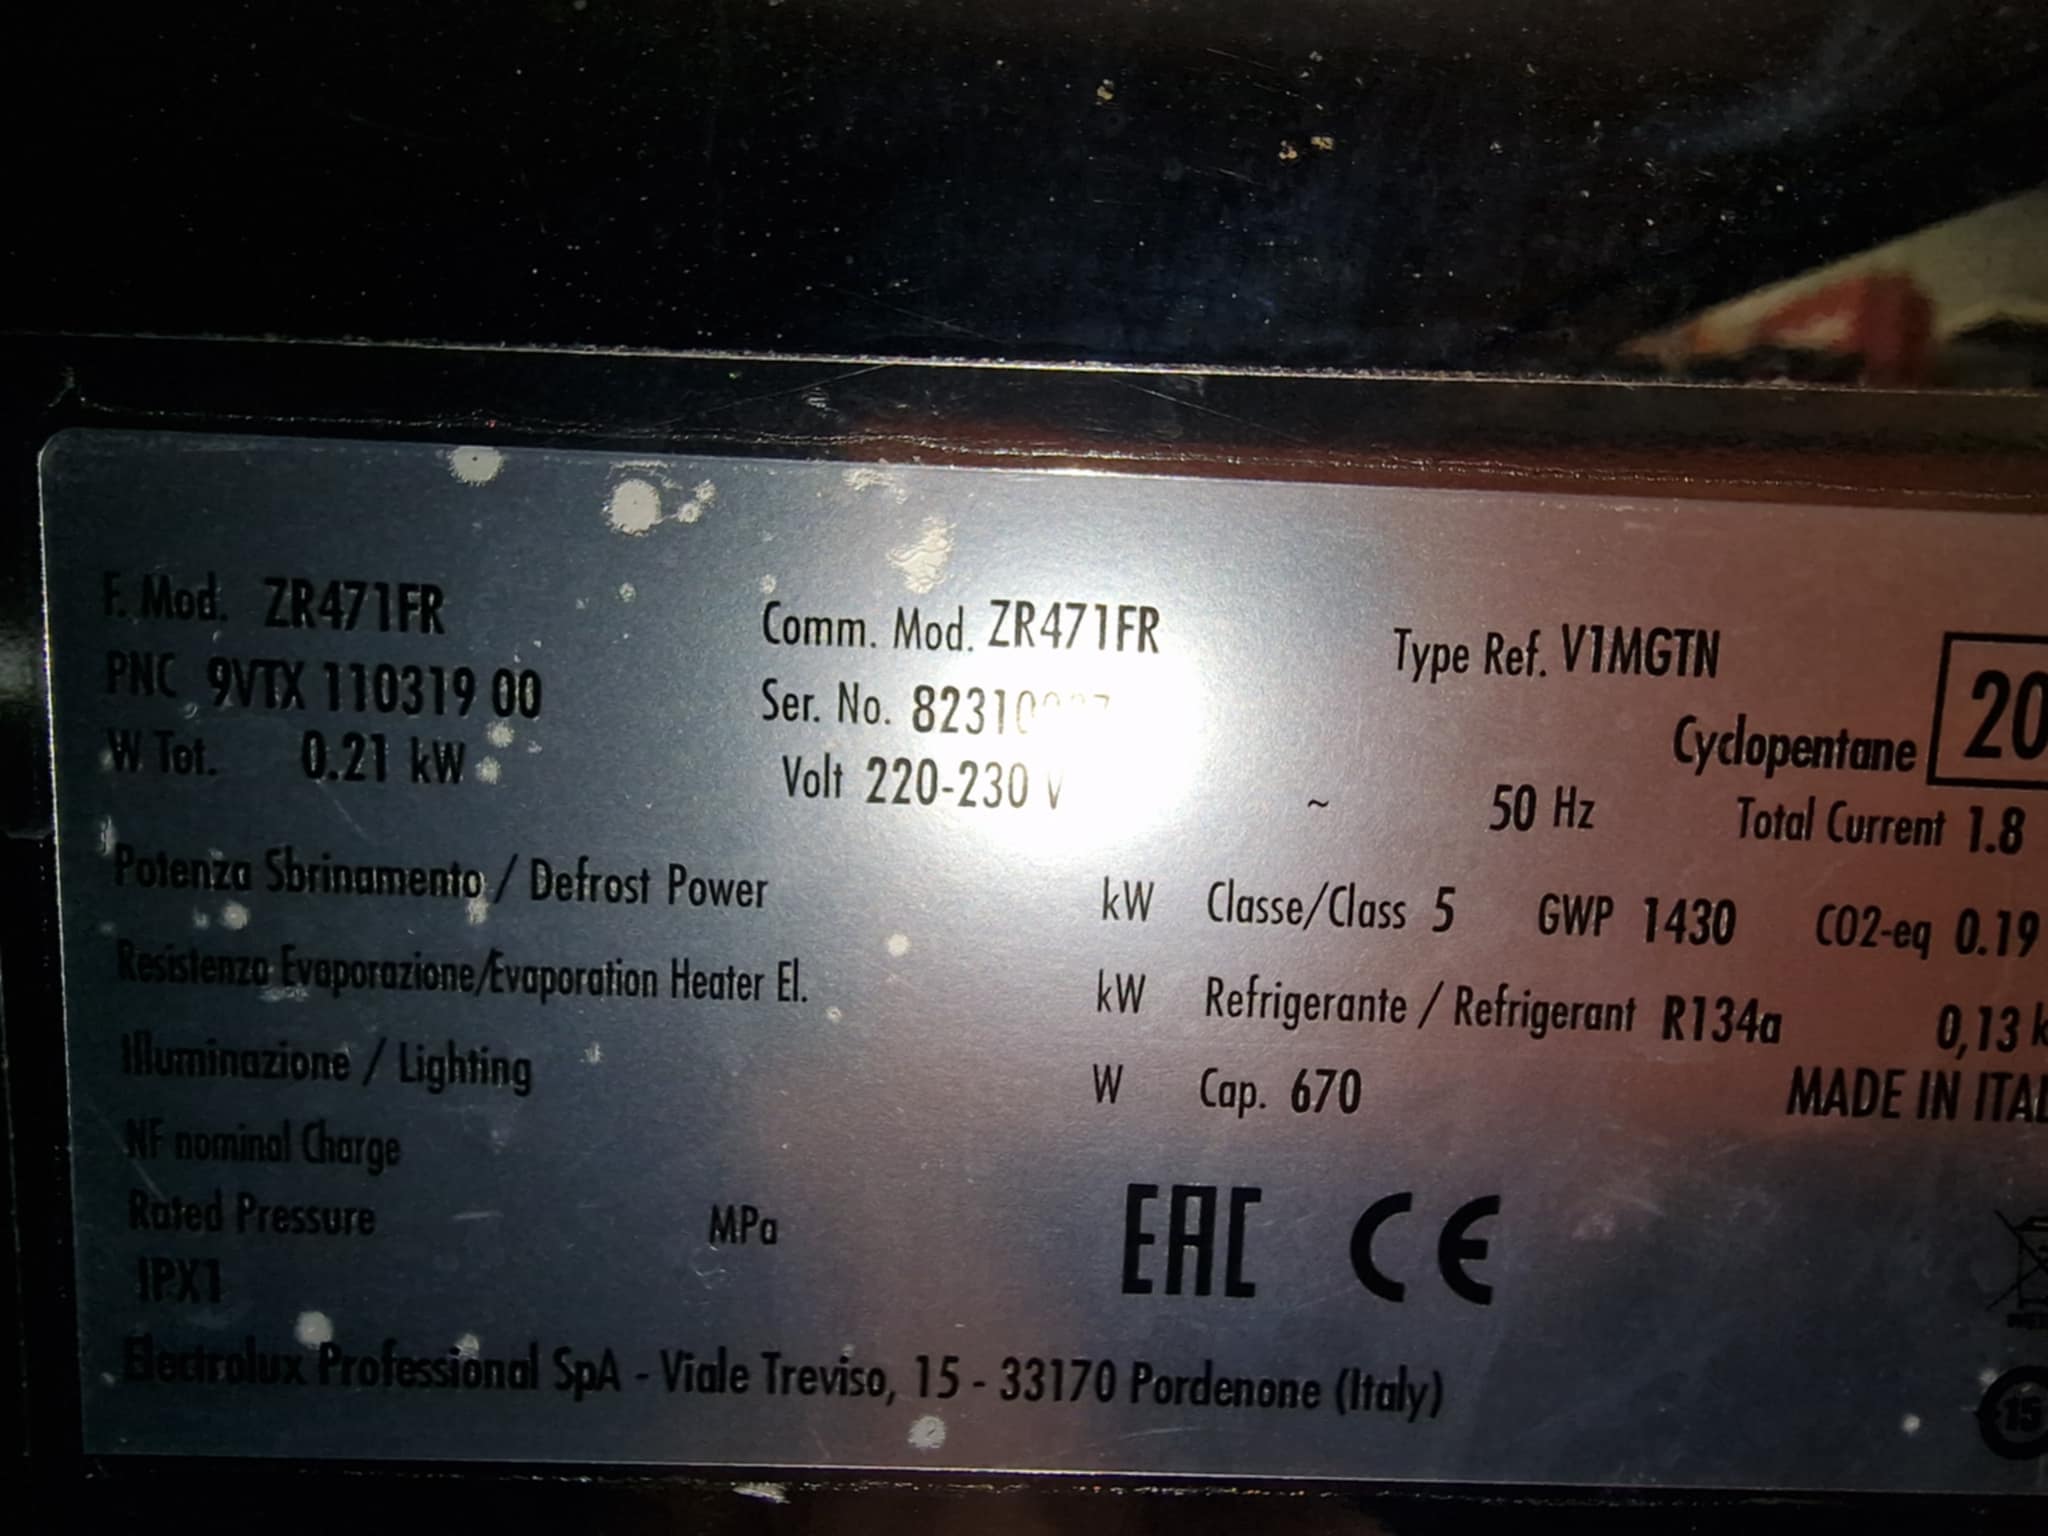 F. Mod. ZR471FR Comm. Mod. ZR471FR Type Ref. V1MGTN
PNC 9VTX 110319 00 Ser. No. Cyclopentane 20
W Tot. 0.21 kW Volt 220-230 V ~ 50 Hz Total Current 1.8
Potenza Sbrinamento / Defrost Power kW Classe/Class 5 GWP 1430 CO2-eq 0.19
Resistenza Evaporazione/Evaporation Heater El. kW Refrigerante / Refrigerant R134a 0,13
Illuminazione / Lighting W Cap. 670 MADE IN ITAL
NF nominal Charge
Rated Pressure MPa EAC CE
IPX1
Electrolux Professional SpA - Viale Treviso, 15 - 33170 Pordenone (Italy)
15